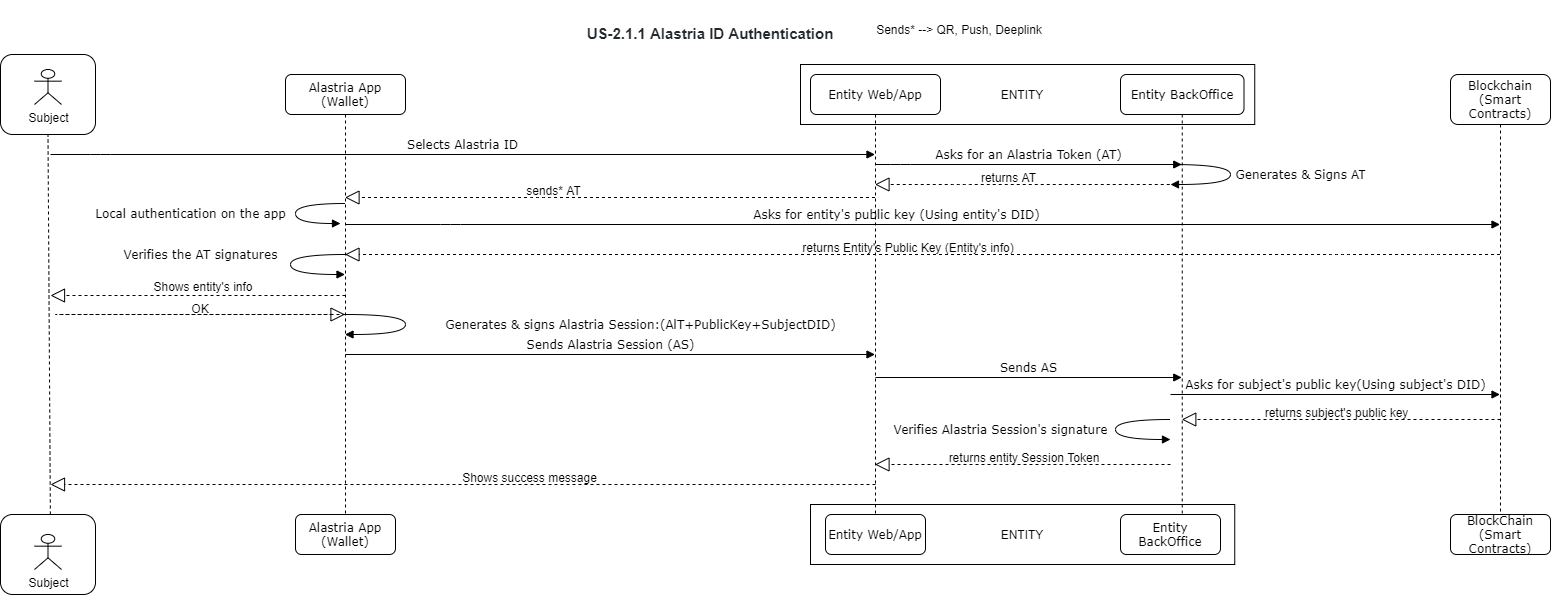 US-2.1.1 Alastria ID Authentication
Sends* --> QR, Push, Deeplink
Subject
Alastria App
(Wallet)
Entity Web/App
ENTITY
Entity BackOffice
Blockchain
(Smart
Contracts)
Selects Alastria ID
Asks for an Alastria Token (AT)
Generates & Signs AT
returns AT
sends* AT
Local authentication on the app
Asks for entity's public key (Using entity's DID)
returns Entity's Public Key (Entity's info)
Verifies the AT signatures
Shows entity's info
OK
Generates & signs Alastria Session:(AlT+PublicKey+SubjectDID)
Sends Alastria Session (AS)
Sends AS
Asks for subject's public key(Using subject's DID)
returns subject's public key
Verifies Alastria Session's signature
returns entity Session Token
Shows success message
Subject
Alastria App
(Wallet)
Entity Web/App
ENTITY
Entity
BackOffice
BlockChain
(Smart
Contracts)